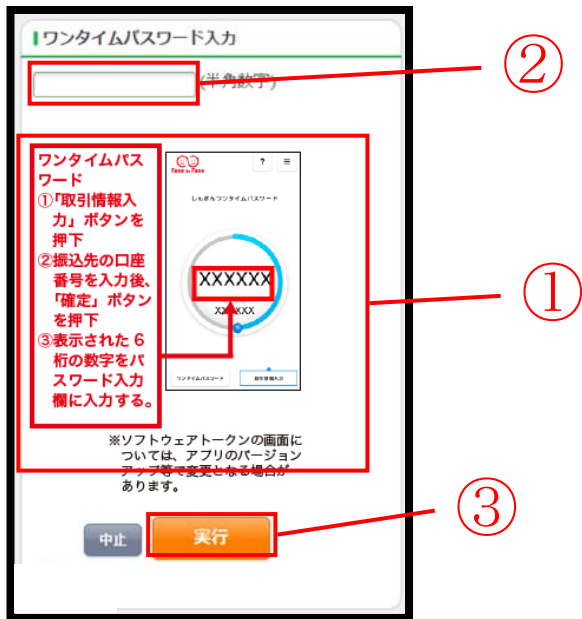 ワンタイムパスワード入力
②
(半角数字)
ワンタイムパス
ワード
①「取引情報入
力」ボタンを
押下
②振込先の口座
番号を入力後、
「確定」ボタン
を押下
③表示された6
桁の数字をパ
スワード入力
欄に入力する。
Face to Face
?
≡
しんきんワンタイムパスワード
XXXXXX
ワンタイムパスワード
取引情報入力
①
※ソフトウェアトークンの画面に
ついては、アプリのバージョン
アップ等で変更となる場合が
あります。
中止
実行
③